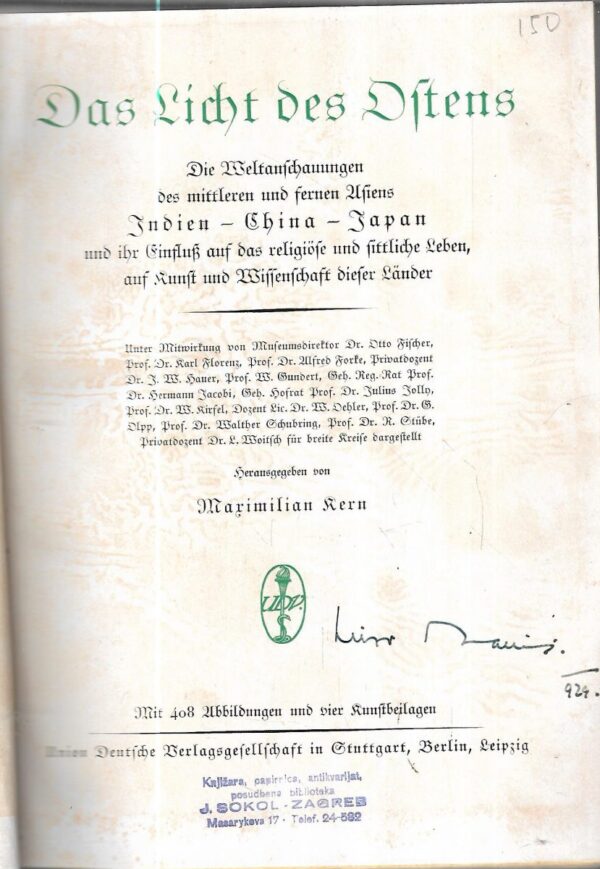 150
Das Licht des Ostens
Die Weltanschauungen
des mittleren und fernen Asiens
Indien – China – Japan
und ihr Einfluß auf das religiöse und sittliche Leben,
auf Kunst und Wissenschaft dieser Länder
Unter Mitwirkung von Museumsdirektor Dr. Otto Fischer,
Prof. Dr. Karl Florenz, Prof. Dr. Alfred Forke, Privatdozent
Dr. J. W. Hauer, Prof. W. Gundert, Geh. Reg.-Rat Prof.
Dr. Hermann Jacobi, Geh. Hofrat Prof. Dr. Julius Jolly,
Prof. Dr. W. Kirfel, Dozent Lic. Dr. W. Oehler, Prof. Dr. G.
Olpp, Prof. Dr. Walther Schubring, Prof. Dr. R. Stübe,
Privatdozent Dr. L. Woitsch für breite Kreise dargestellt
Herausgegeben von
Maximilian Kern
UDV.
929.
Mit 408 Abbildungen und vier Kunstbeilagen
Union Deutsche Verlagsgesellschaft in Stuttgart, Berlin, Leipzig
Knjižara, papirnica, antikvarijat,
posudbena biblioteka
J. SOKOL - ZAGREB
Masarykova 17 · Telef. 24-582